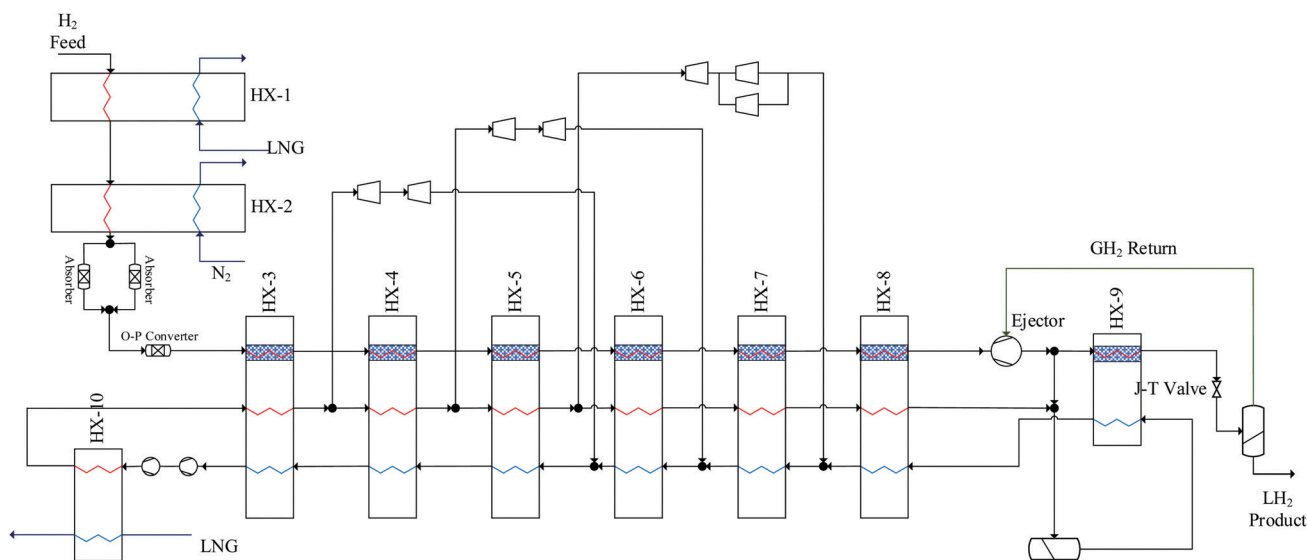 H2
Feed
HX-1
LNG
HX-2
N2
Absorber
Absorber
O-P Converter
HX-3
HX-4
HX-5
HX-6
HX-7
HX-8
GH2 Return
Ejector
HX-9
J-T Valve
HX-10
LNG
LH2
Product